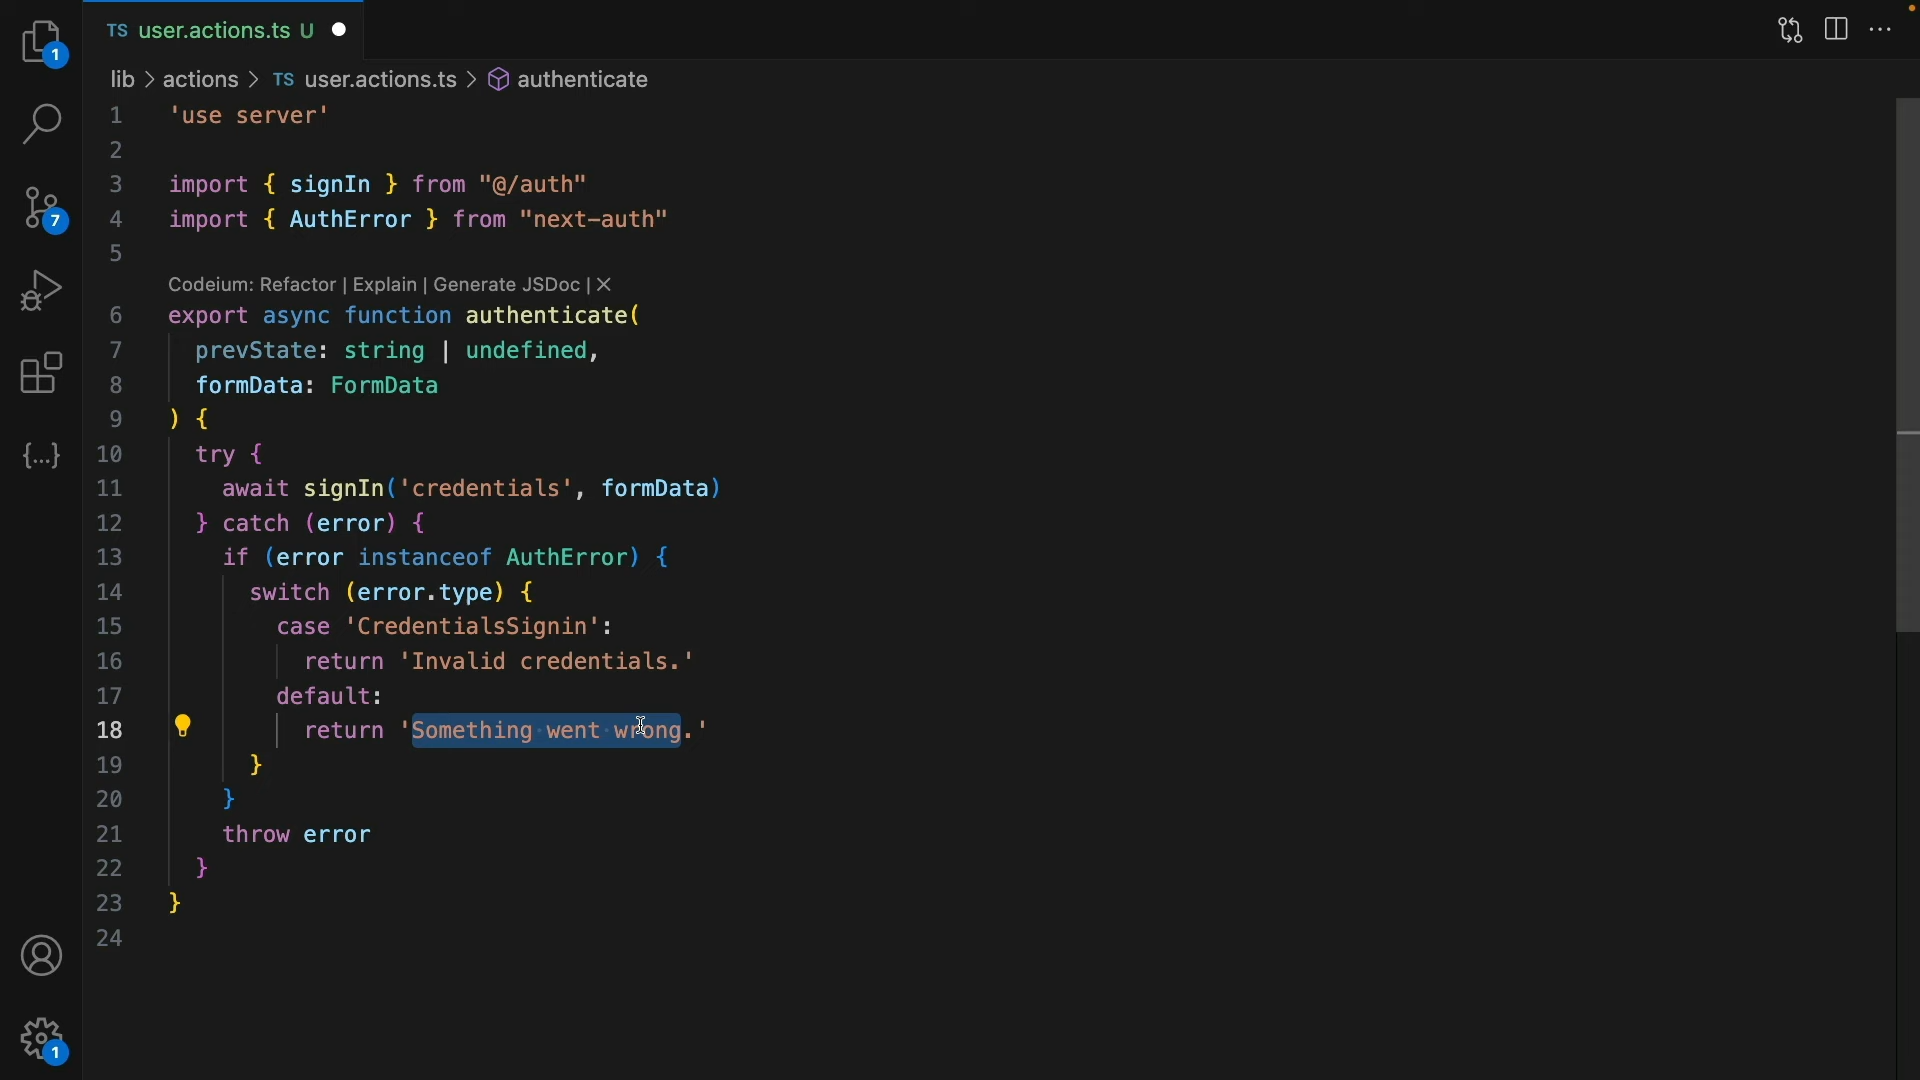 1
7
{...}
1
TS user.actions.ts U
lib > actions > TS user.actions.ts > authenticate
1 'use server'
2
3 import { signIn } from "@/auth"
4 import { AuthError } from "next-auth"
5
Codeium: Refactor | Explain | Generate JSDoc | ✕
6 export async function authenticate(
7 prevState: string | undefined,
8 formData: FormData
9 ) {
10 try {
11 await signIn('credentials', formData)
12 } catch (error) {
13 if (error instanceof AuthError) {
14 switch (error.type) {
15 case 'CredentialsSignin':
16 return 'Invalid credentials.'
17 default:
18 return 'Something went wrong.'
19 }
20 }
21 throw error
22 }
23 }
24